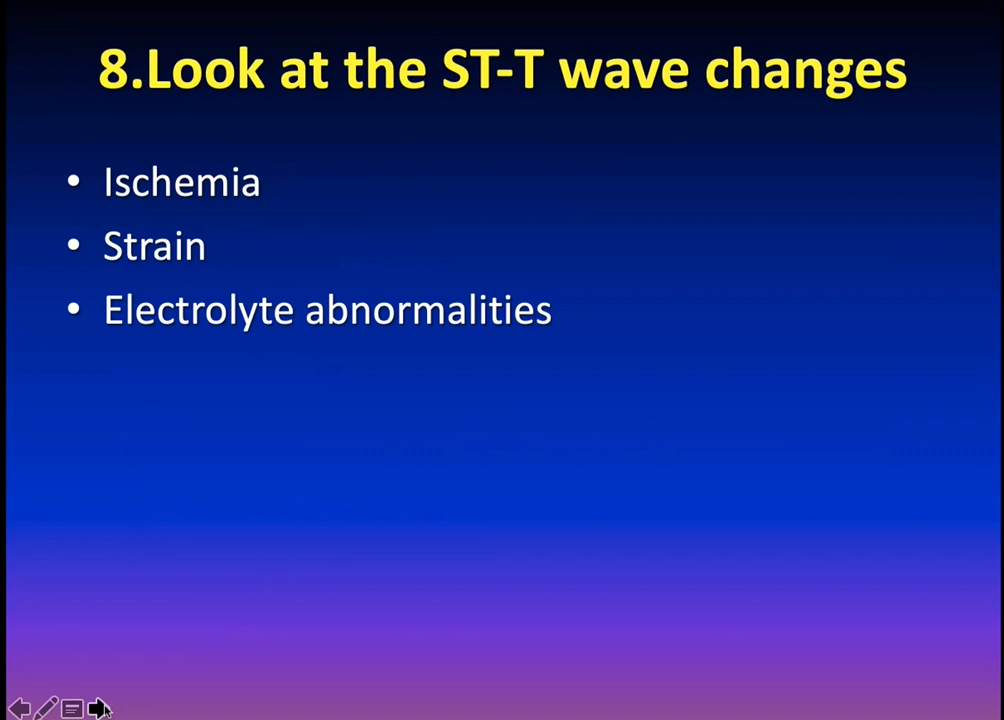 8.Look at the ST-T wave changes
• Ischemia
• Strain
• Electrolyte abnormalities